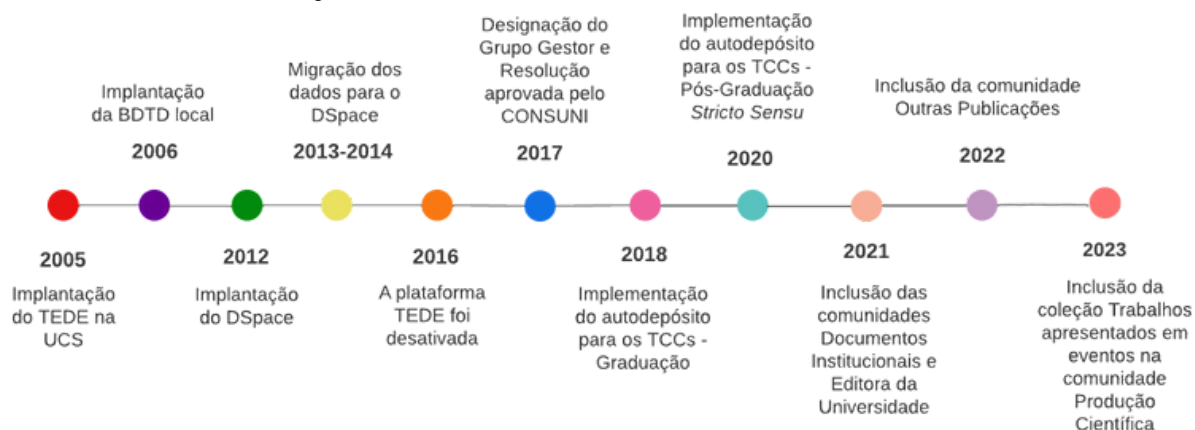 Implantação
da BDTD local
2006
Migração dos
dados para o
DSpace
2013-2014
Designação do
Grupo Gestor e
Resolução
aprovada pelo
CONSUNI
2017
Implementação
do autodepósito
para os TCCs -
Pós-Graduação
Stricto Sensu
2020
Inclusão da comunidade
Outras Publicações
2022
2005
Implantação
do TEDE na
UCS
2012
Implantação
do DSpace
2016
A plataforma
TEDE foi
desativada
2018
Implementação
do autodepósito
para os TCCs -
Graduação
2021
Inclusão das
comunidades
Documentos
Institucionais e
Editora da
Universidade
2023
Inclusão da
coleção Trabalhos
apresentados em
eventos na
comunidade
Produção
Científica